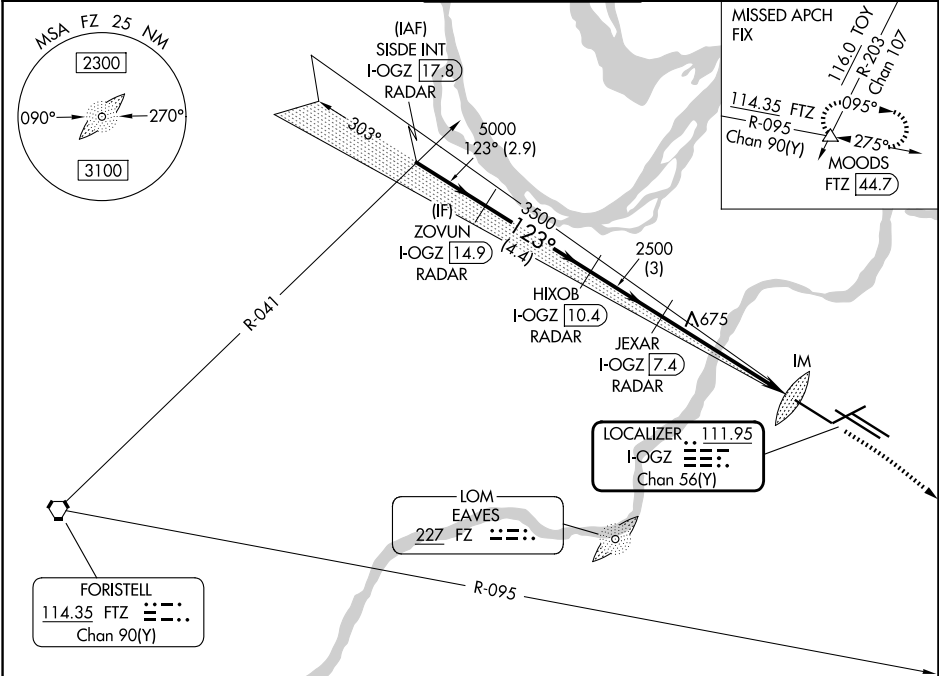 MSA FZ 25 NM
2300
090°
270°
3100
(IAF)
SISDE INT
I-OGZ 17.8
RADAR
303°
5000
123° (2.9)
(IF)
ZOVUN
I-OGZ 14.9
RADAR
3500
123°
(4.4)
2500
(3)
HIXOB
I-OGZ 10.4
RADAR
JEXAR
I-OGZ 7.4
RADAR
675
IM
MISSED APCH
FIX
116.0 TOY
R-203
Chan 107
114.35 FTZ
R-095
Chan 90(Y)
095°
275°
MOODS
FTZ 44.7
R-041
LOCALIZER 111.95
I-OGZ
Chan 56(Y)
LOM
EAVES
227 FZ
R-095
FORISTELL
114.35 FTZ
Chan 90(Y)